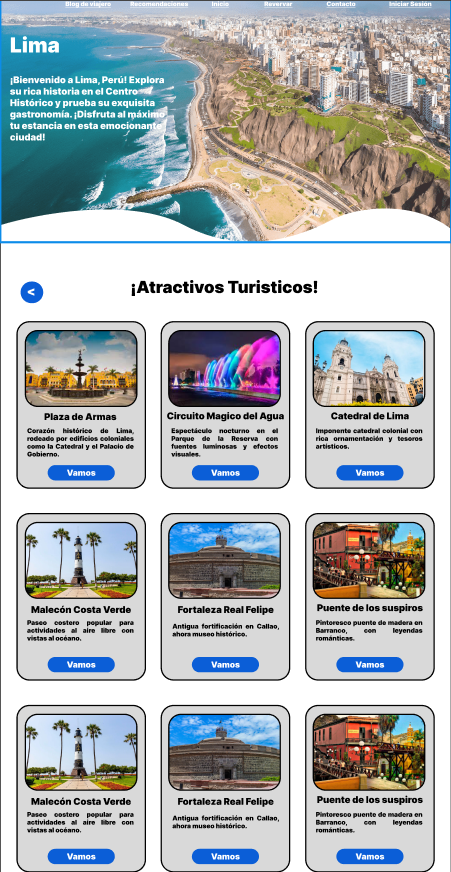 Blog de viajero Recomendaciones Inicio Reservar Contacto Iniciar Sesión
Lima
¡Bienvenido a Lima, Perú! Explora
su rica historia en el Centro
Histórico y prueba su exquisita
gastronomía. ¡Disfruta al máximo
tu estancia en esta emocionante
ciudad!
<
¡Atractivos Turisticos!
Plaza de Armas
Corazón histórico de Lima,
rodeado por edificios coloniales
como la Catedral y el Palacio de
Gobierno.
Vamos
Circuito Magico del Agua
Espectáculo nocturno en el
Parque de la Reserva con
fuentes luminosas y efectos
visuales.
Vamos
Catedral de Lima
Imponente catedral colonial con
rica ornamentación y tesoros
artísticos.
Vamos
Malecón Costa Verde
Paseo costero popular para
actividades al aire libre con
vistas al océano.
Vamos
Fortaleza Real Felipe
Antigua fortificación en Callao,
ahora museo histórico.
Vamos
Puente de los suspiros
Pintoresco puente de madera en
Barranco, con leyendas
románticas.
Vamos
Malecón Costa Verde
Paseo costero popular para
actividades al aire libre con
vistas al océano.
Vamos
Fortaleza Real Felipe
Antigua fortificación en Callao,
ahora museo histórico.
Vamos
Puente de los suspiros
Pintoresco puente de madera en
Barranco, con leyendas
románticas.
Vamos